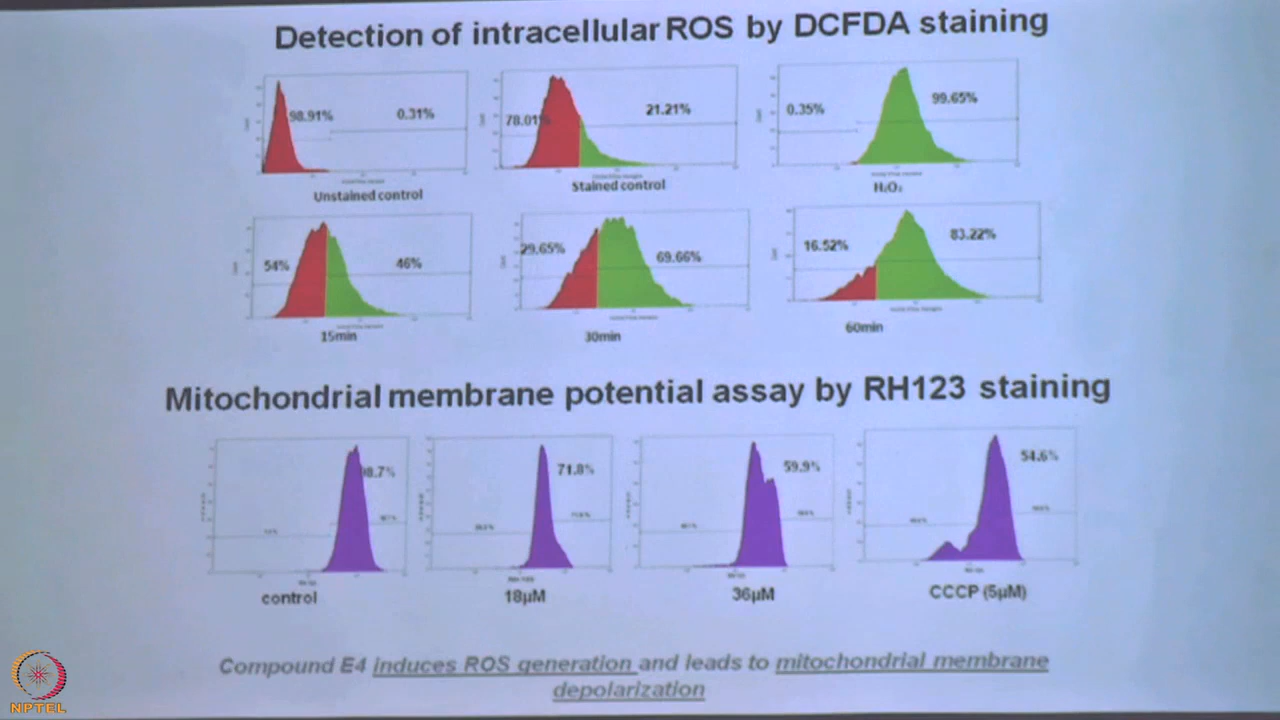 Detection of intracellular ROS by DCFDA staining
98.91% 0.31%
78.01% 21.21%
0.35% 99.65%
Unstained control
Stained control
H₂O₂
54% 46%
29.65% 69.66%
16.52% 83.22%
15min
30min
60min
Mitochondrial membrane potential assay by RH123 staining
71.8%
59.9%
54.6%
control
18µM
36µM
CCCP (5µM)
Compound E4 induces ROS generation and leads to mitochondrial membrane
depolarization
NPTEL